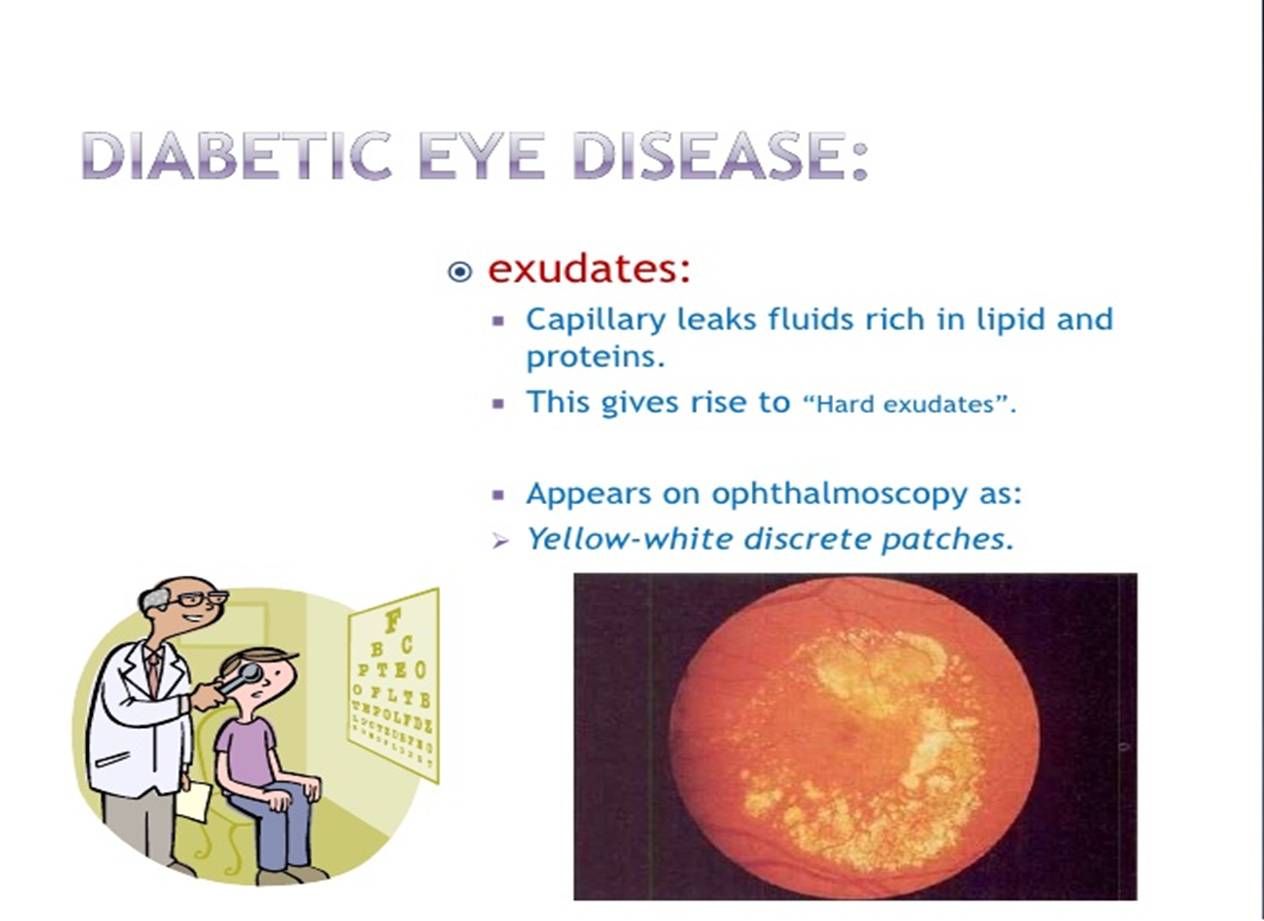 DIABETIC EYE DISEASE:
exudates:
Capillary leaks fluids rich in lipid and
proteins.
This gives rise to “Hard exudates”.
Appears on ophthalmoscopy as:
Yellow-white discrete patches.
F
B C
P T E O
O F L T B